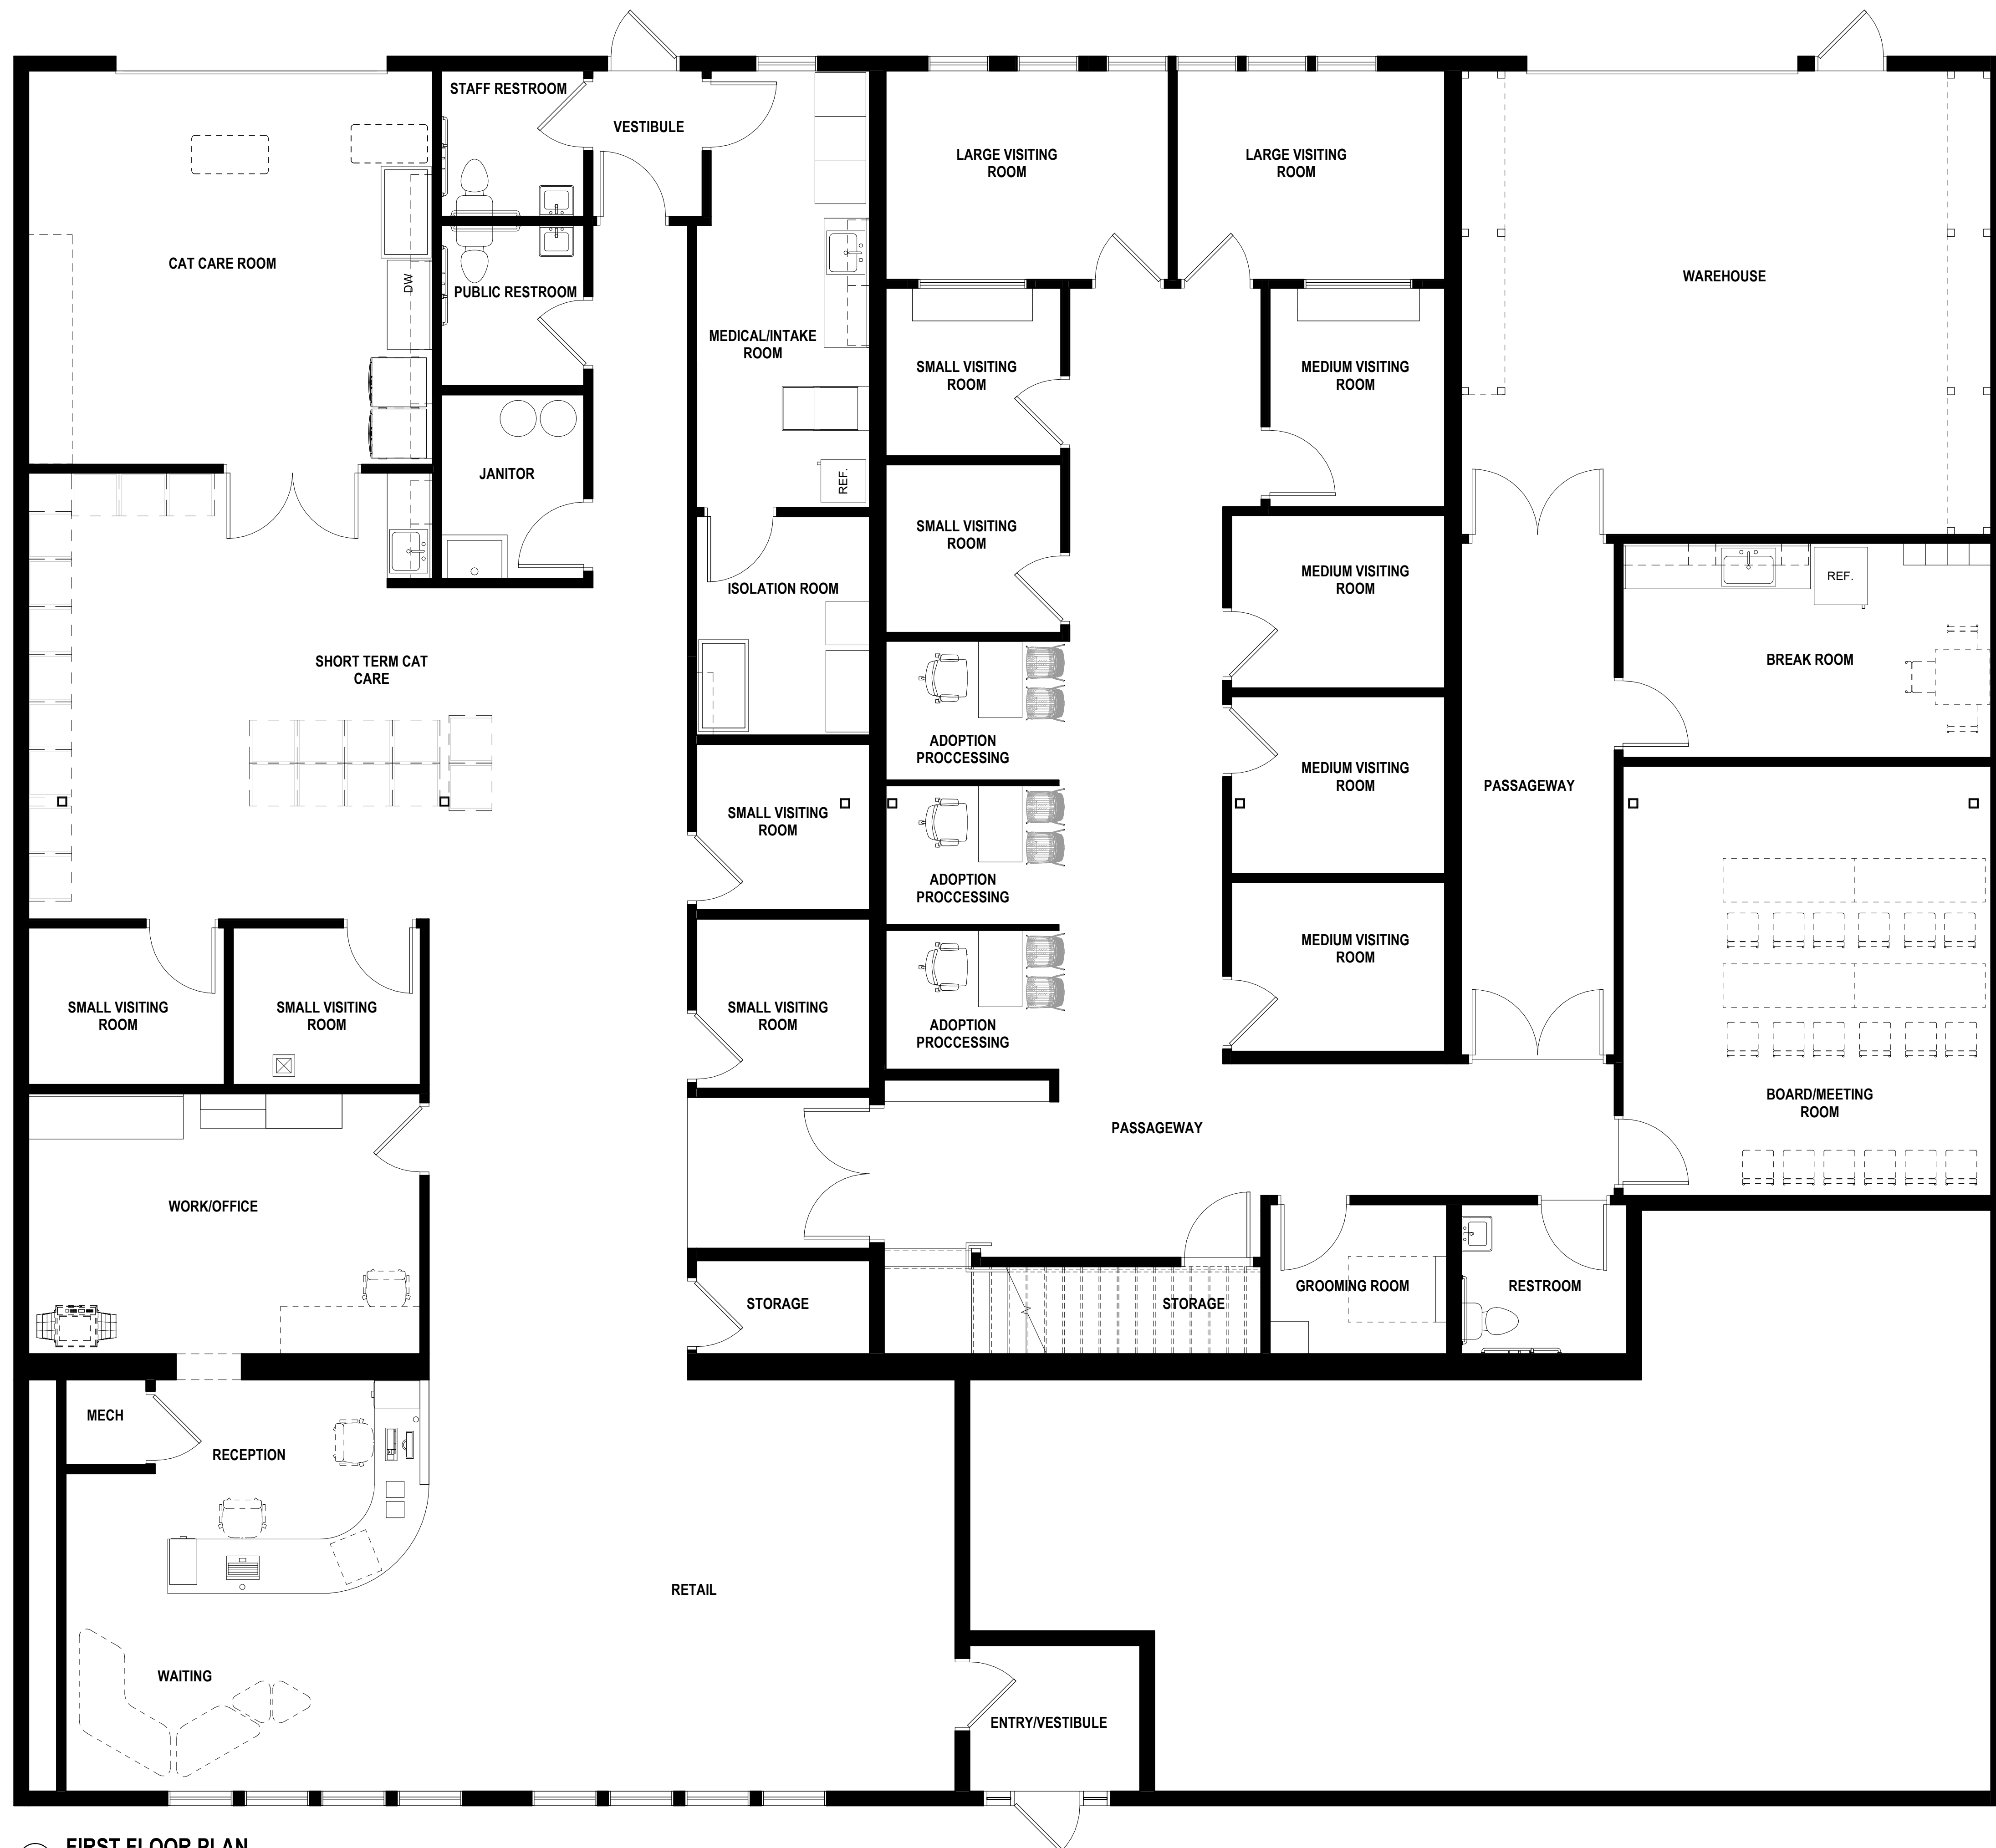 STAFF RESTROOM
VESTIBULE
LARGE VISITING
ROOM
LARGE VISITING
ROOM
CAT CARE ROOM
DW
PUBLIC RESTROOM
WAREHOUSE
MEDICAL/INTAKE
ROOM
SMALL VISITING
ROOM
MEDIUM VISITING
ROOM
JANITOR
REF.
SMALL VISITING
ROOM
ISOLATION ROOM
MEDIUM VISITING
ROOM
REF.
SHORT TERM CAT
CARE
BREAK ROOM
ADOPTION
PROCCESSING
MEDIUM VISITING
ROOM
PASSAGEWAY
SMALL VISITING
ROOM
ADOPTION
PROCCESSING
MEDIUM VISITING
ROOM
SMALL VISITING
ROOM
SMALL VISITING
ROOM
SMALL VISITING
ROOM
ADOPTION
PROCCESSING
BOARD/MEETING
ROOM
PASSAGEWAY
WORK/OFFICE
STORAGE
STORAGE
GROOMING ROOM
RESTROOM
MECH
RECEPTION
RETAIL
WAITING
ENTRY/VESTIBULE
FIRST FLOOR PLAN